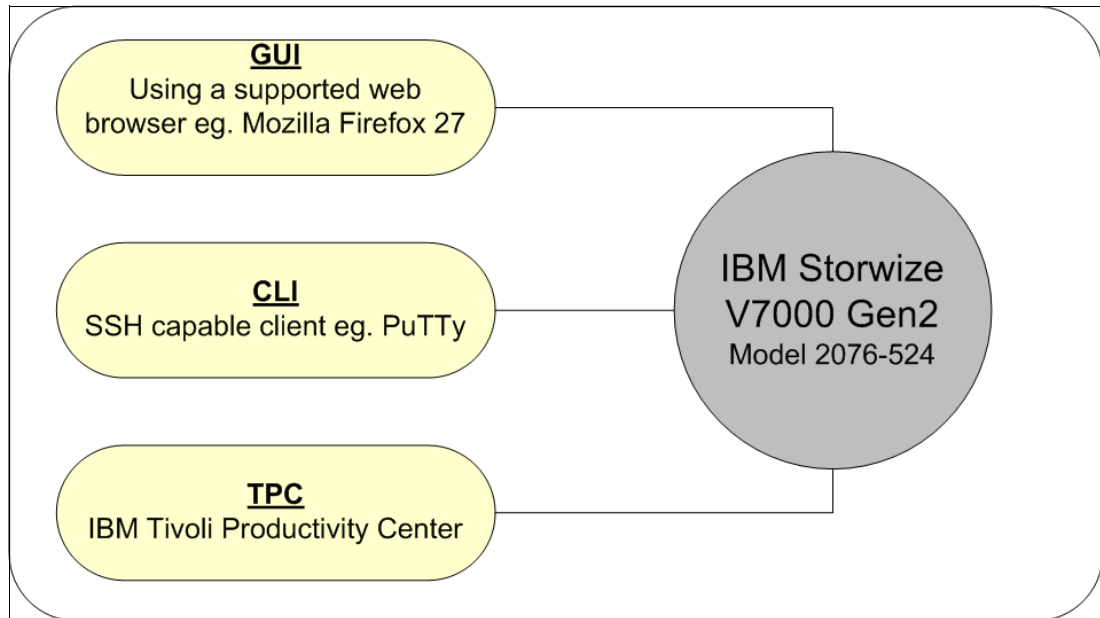 GUI
Using a supported web
browser eg. Mozilla Firefox 27
CLI
SSH capable client eg. PuTTy
TPC
IBM Tivoli Productivity Center
IBM Storwize
V7000 Gen2
Model 2076-524